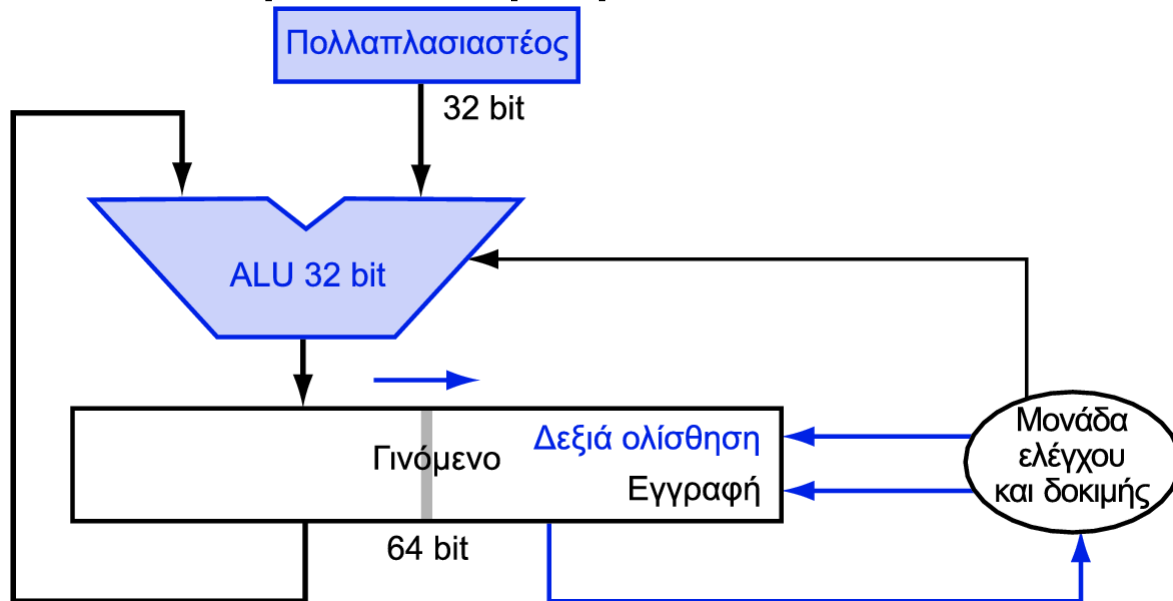 Πολλαπλασιαστέος
32 bit
ALU 32 bit
Δεξιά ολίσθηση
Γινόμενο
Εγγραφή
64 bit
Μονάδα
ελέγχου
και δοκιμής